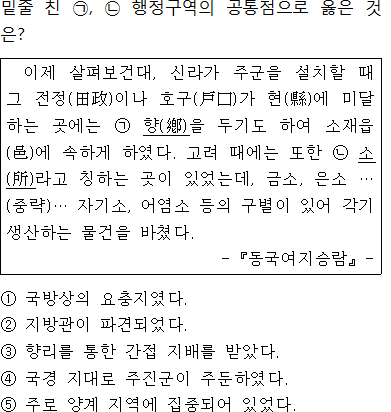 밑줄 친 ㉠, ㉡ 행정구역의 공통점으로 옳은 것
은?
이제 살펴보건대, 신라가 주군을 설치할 때
그 전정(田政)이나 호구(戶口)가 현(縣)에 미달
하는 곳에는 ㉠ 향(鄕)을 두기도 하여 소재읍
(邑)에 속하게 하였다. 고려 때에는 또한 ㉡ 소
(所)라고 칭하는 곳이 있었는데, 금소, 은소 …
(중략)… 자기소, 어염소 등의 구별이 있어 각기
생산하는 물건을 바쳤다.
- 『동국여지승람』 -
① 국방상의 요충지였다.
② 지방관이 파견되었다.
③ 향리를 통한 간접 지배를 받았다.
④ 국경 지대로 주진군이 주둔하였다.
⑤ 주로 양계 지역에 집중되어 있었다.